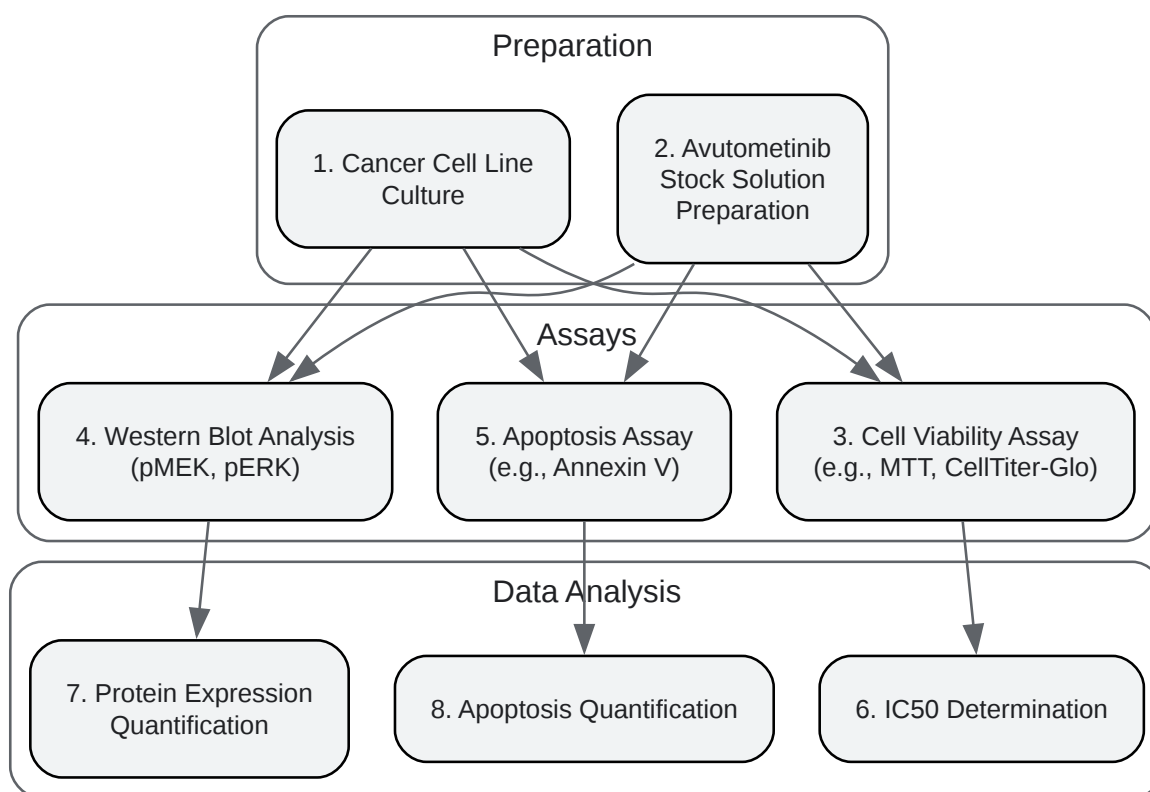 Preparation
1. Cancer Cell Line
Culture
2. Avutometinib
Stock Solution
Preparation
Assays
4. Western Blot Analysis
(pMEK, pERK)
5. Apoptosis Assay
(e.g., Annexin V)
3. Cell Viability Assay
(e.g., MTT, CellTiter-Glo)
Data Analysis
7. Protein Expression
Quantification
8. Apoptosis Quantification
6. IC50 Determination